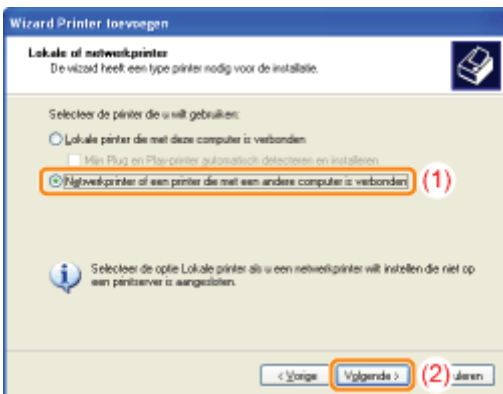 Wizard Printer toevoegen
Lokale of netwerkprinter
De wizard heeft een type printer nodig voor de installatie.
Selecteer de printer die u wilt gebruiken:
Lokale printer die met deze computer is verbonden
Mijn Plug en Play-printer automatisch detecteren en installeren
Netwerkprinter of een printer die met een andere computer is verbonden (1)
Selecteer de optie Lokale printer als u een netwerkprinter wilt instellen die niet op
een printserver is aangesloten.
< Vorige Volgende > (2) uleren